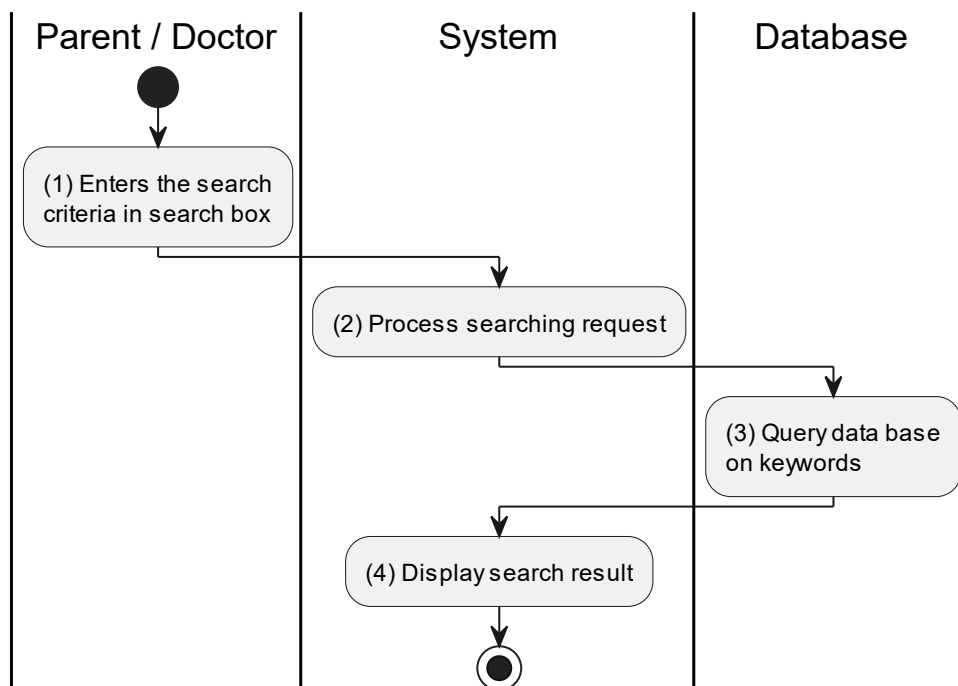 Parent / Doctor
System
Database
(1) Enters the search
criteria in search box
(2) Process searching request
(3) Query data base
on keywords
(4) Display search result